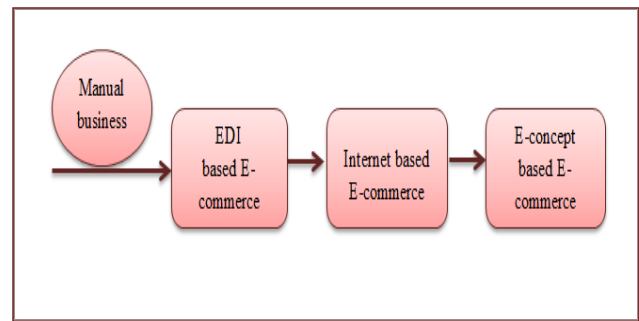 Manual
business
EDI
based E-
commerce
Internet based
E-commerce
E-concept
based E-
commerce